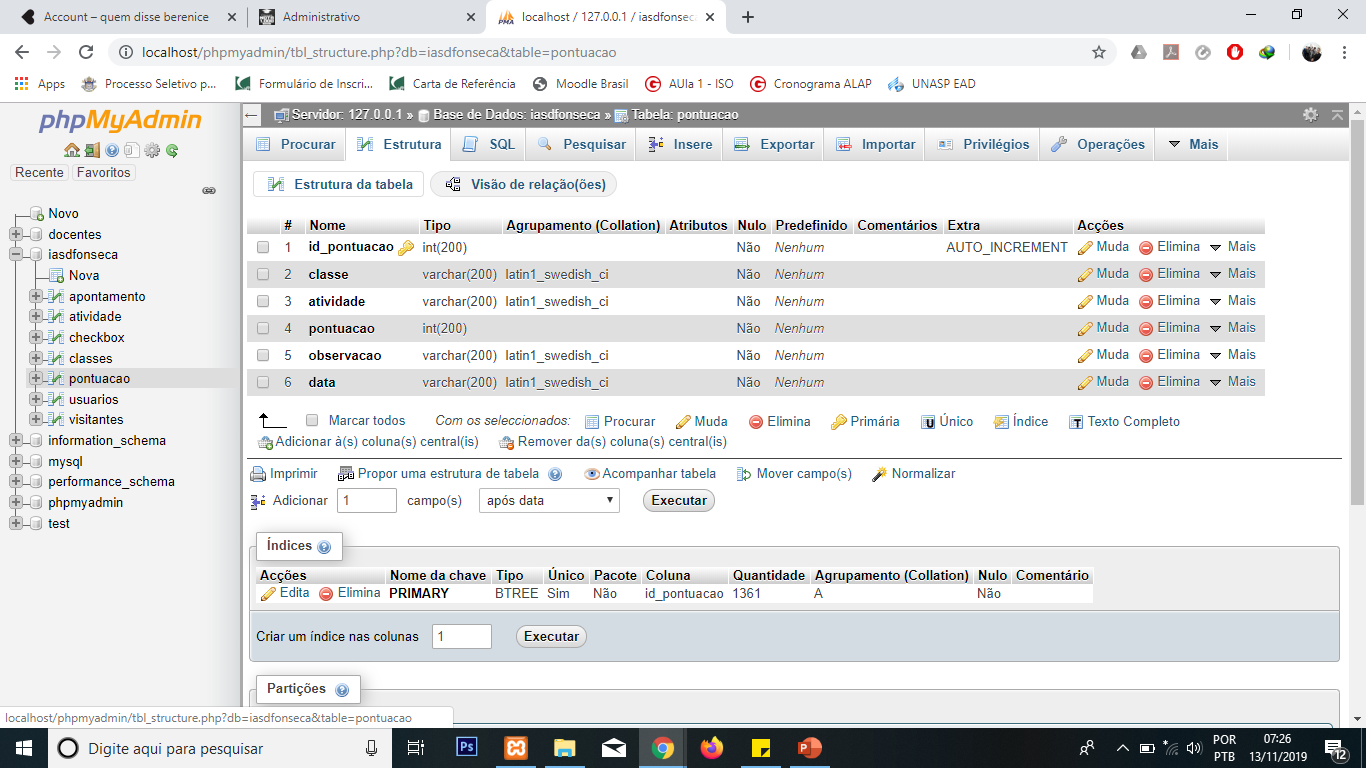 Account – quem disse berenice
Administrativo
localhost / 127.0.0.1 / iasdfonsec
localhost/phpmyadmin/tbl_structure.php?db=iasdfonseca&table=pontuacao
Apps Processo Seletivo p... Formulário de Inscri... Carta de Referência Moodle Brasil AUla 1 - ISO Cronograma ALAP UNASP EAD
phpMyAdmin
Recente Favoritos
Novo
docentes
iasdfonseca
Nova
apontamento
atividade
checkbox
classes
pontuacao
usuarios
visitantes
information_schema
mysql
performance_schema
phpmyadmin
test
Servidor: 127.0.0.1 » Base de Dados: iasdfonseca » Tabela: pontuacao
Procurar Estrutura SQL Pesquisar Insere Exportar Importar Privilégios Operações Mais
Estrutura da tabela Visão de relação(ões)
# Nome Tipo Agrupamento (Collation) Atributos Nulo Predefinido Comentários Extra Acções
1 id_pontuacao int(200) Não Nenhum AUTO_INCREMENT Muda Elimina Mais
2 classe varchar(200) latin1_swedish_ci Não Nenhum Muda Elimina Mais
3 atividade varchar(200) latin1_swedish_ci Não Nenhum Muda Elimina Mais
4 pontuacao int(200) Não Nenhum Muda Elimina Mais
5 observacao varchar(200) latin1_swedish_ci Não Nenhum Muda Elimina Mais
6 data varchar(200) latin1_swedish_ci Não Nenhum Muda Elimina Mais
Marcar todos Com os seleccionados: Procurar Muda Elimina Primária Único Índice Texto Completo
Adicionar à(s) coluna(s) central(is) Remover da(s) coluna(s) central(is)
Imprimir Propor uma estrutura de tabela Acompanhar tabela Mover campo(s) Normalizar
Adicionar 1 campo(s) após data Executar
Índices
Acções Nome da chave Tipo Único Pacote Coluna Quantidade Agrupamento (Collation) Nulo Comentário
Edita Elimina PRIMARY BTREE Sim Não id_pontuacao 1361 A Não
Criar um índice nas colunas 1 Executar
Partições
localhost/phpmyadmin/tbl_structure.php?db=iasdfonseca&table=pontuacao
Digite aqui para pesquisar
Ps
POR
PTB
07:26
13/11/2019
12